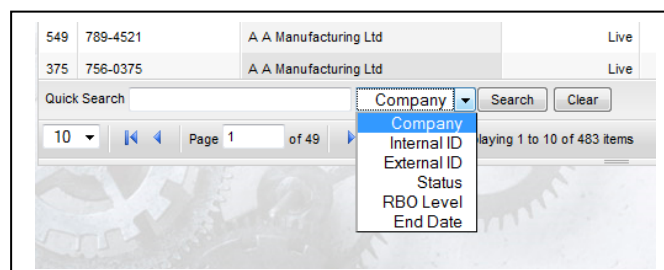 549 789-4521 A A Manufacturing Ltd Live
375 756-0375 A A Manufacturing Ltd Live
Quick Search Company Search Clear
10 Page 1 of 49 laying 1 to 10 of 483 items
Company
Internal ID
External ID
Status
RBO Level
End Date